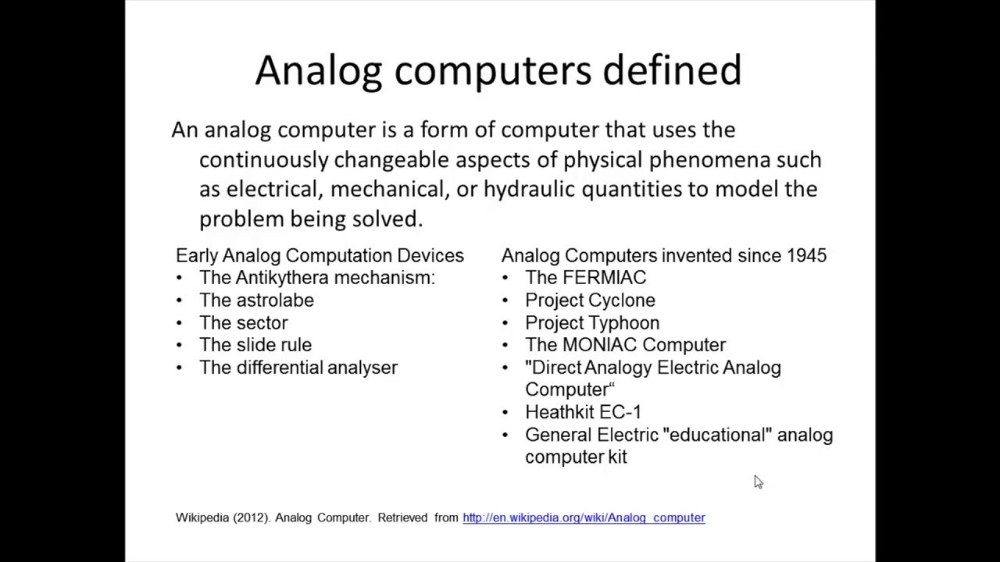 Analog computers defined
An analog computer is a form of computer that uses the
continuously changeable aspects of physical phenomena such
as electrical, mechanical, or hydraulic quantities to model the
problem being solved.
Early Analog Computation Devices
• The Antikythera mechanism:
• The astrolabe
• The sector
• The slide rule
• The differential analyser
Analog Computers invented since 1945
• The FERMIAC
• Project Cyclone
• Project Typhoon
• The MONIAC Computer
• "Direct Analogy Electric Analog
Computer“
• Heathkit EC-1
• General Electric "educational" analog
computer kit
Wikipedia (2012). Analog Computer. Retrieved from http://en.wikipedia.org/wiki/Analog_computer